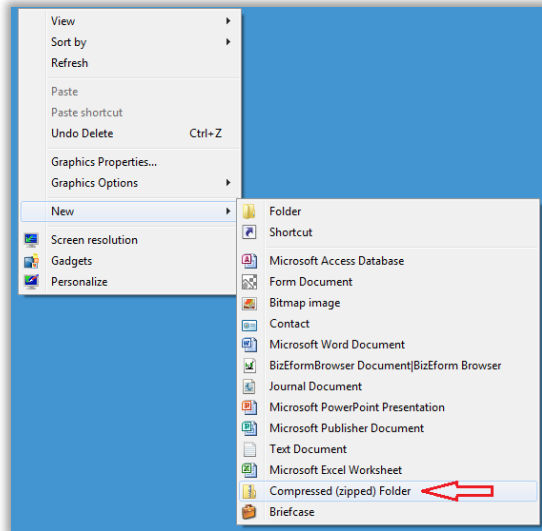 View
Sort by
Refresh
Paste
Paste shortcut
Undo Delete Ctrl+Z
Graphics Properties...
Graphics Options
New
Screen resolution
Gadgets
Personalize
Folder
Shortcut
Microsoft Access Database
Form Document
Bitmap image
Contact
Microsoft Word Document
BizEformBrowser Document|BizEform Browser
Journal Document
Microsoft PowerPoint Presentation
Microsoft Publisher Document
Text Document
Microsoft Excel Worksheet
Compressed (zipped) Folder
Briefcase